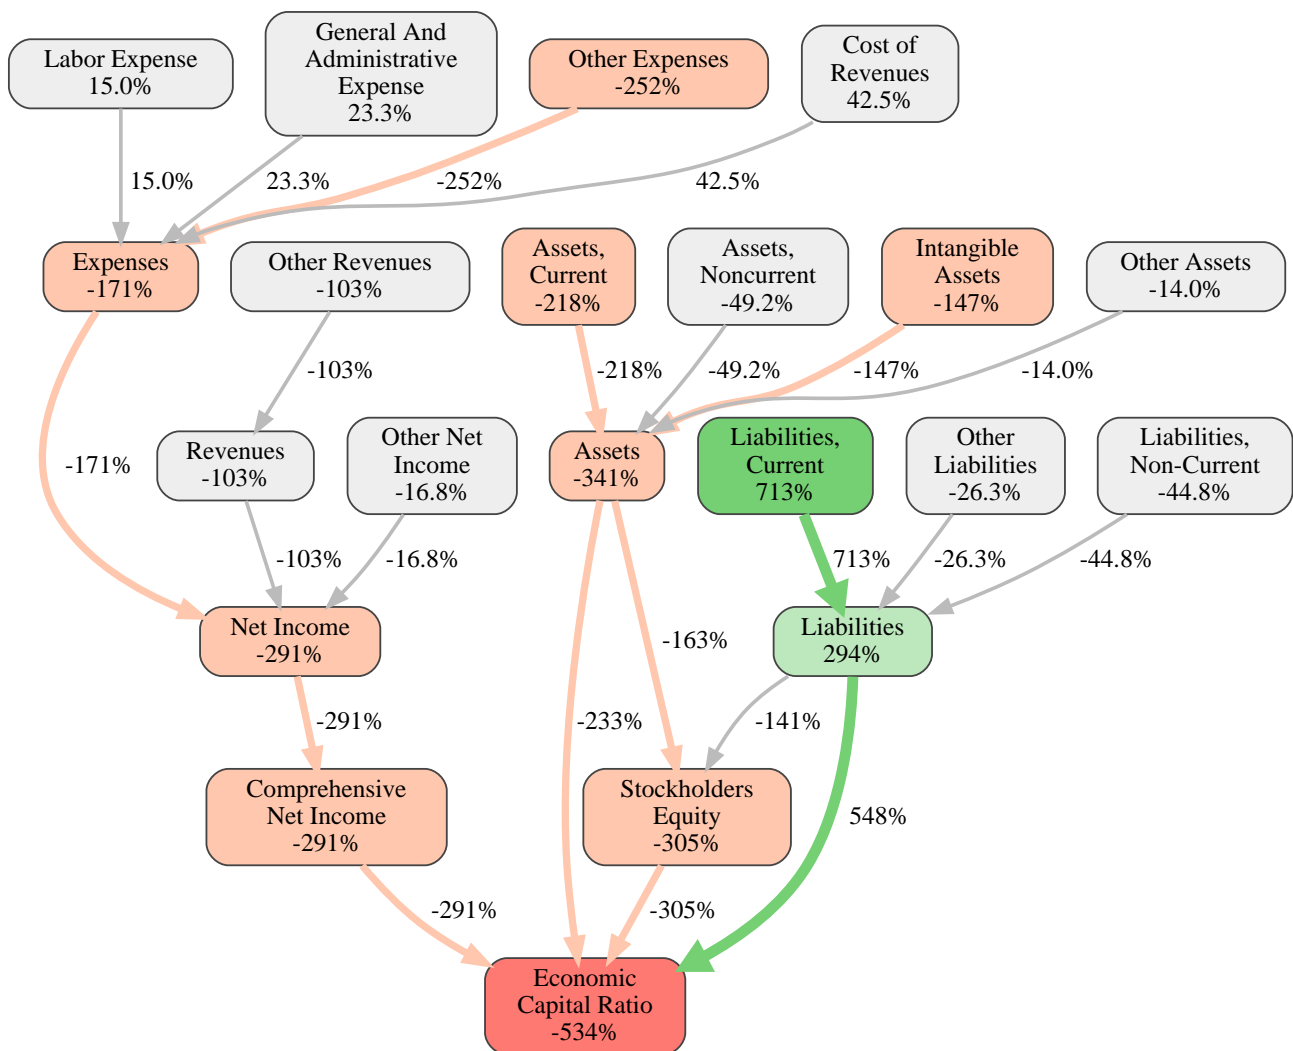 Labor Expense
15.0%
General And
Administrative
Expense
23.3%
Other Expenses
-252%
Cost of
Revenues
42.5%
15.0%
23.3%
-252%
42.5%
Expenses
-171%
Other Revenues
-103%
Assets,
Current
-218%
Assets,
Noncurrent
-49.2%
Intangible
Assets
-147%
Other Assets
-14.0%
-103%
-218%
-49.2%
-147%
-14.0%
-171%
Revenues
-103%
Other Net
Income
-16.8%
Assets
-341%
Liabilities,
Current
713%
Other
Liabilities
-26.3%
Liabilities,
Non-Current
-44.8%
-103%
-16.8%
713%
-26.3%
-44.8%
Net Income
-291%
-163%
Liabilities
294%
-291%
-233%
-141%
Comprehensive
Net Income
-291%
Stockholders
Equity
-305%
548%
-291%
-305%
Economic
Capital Ratio
-534%